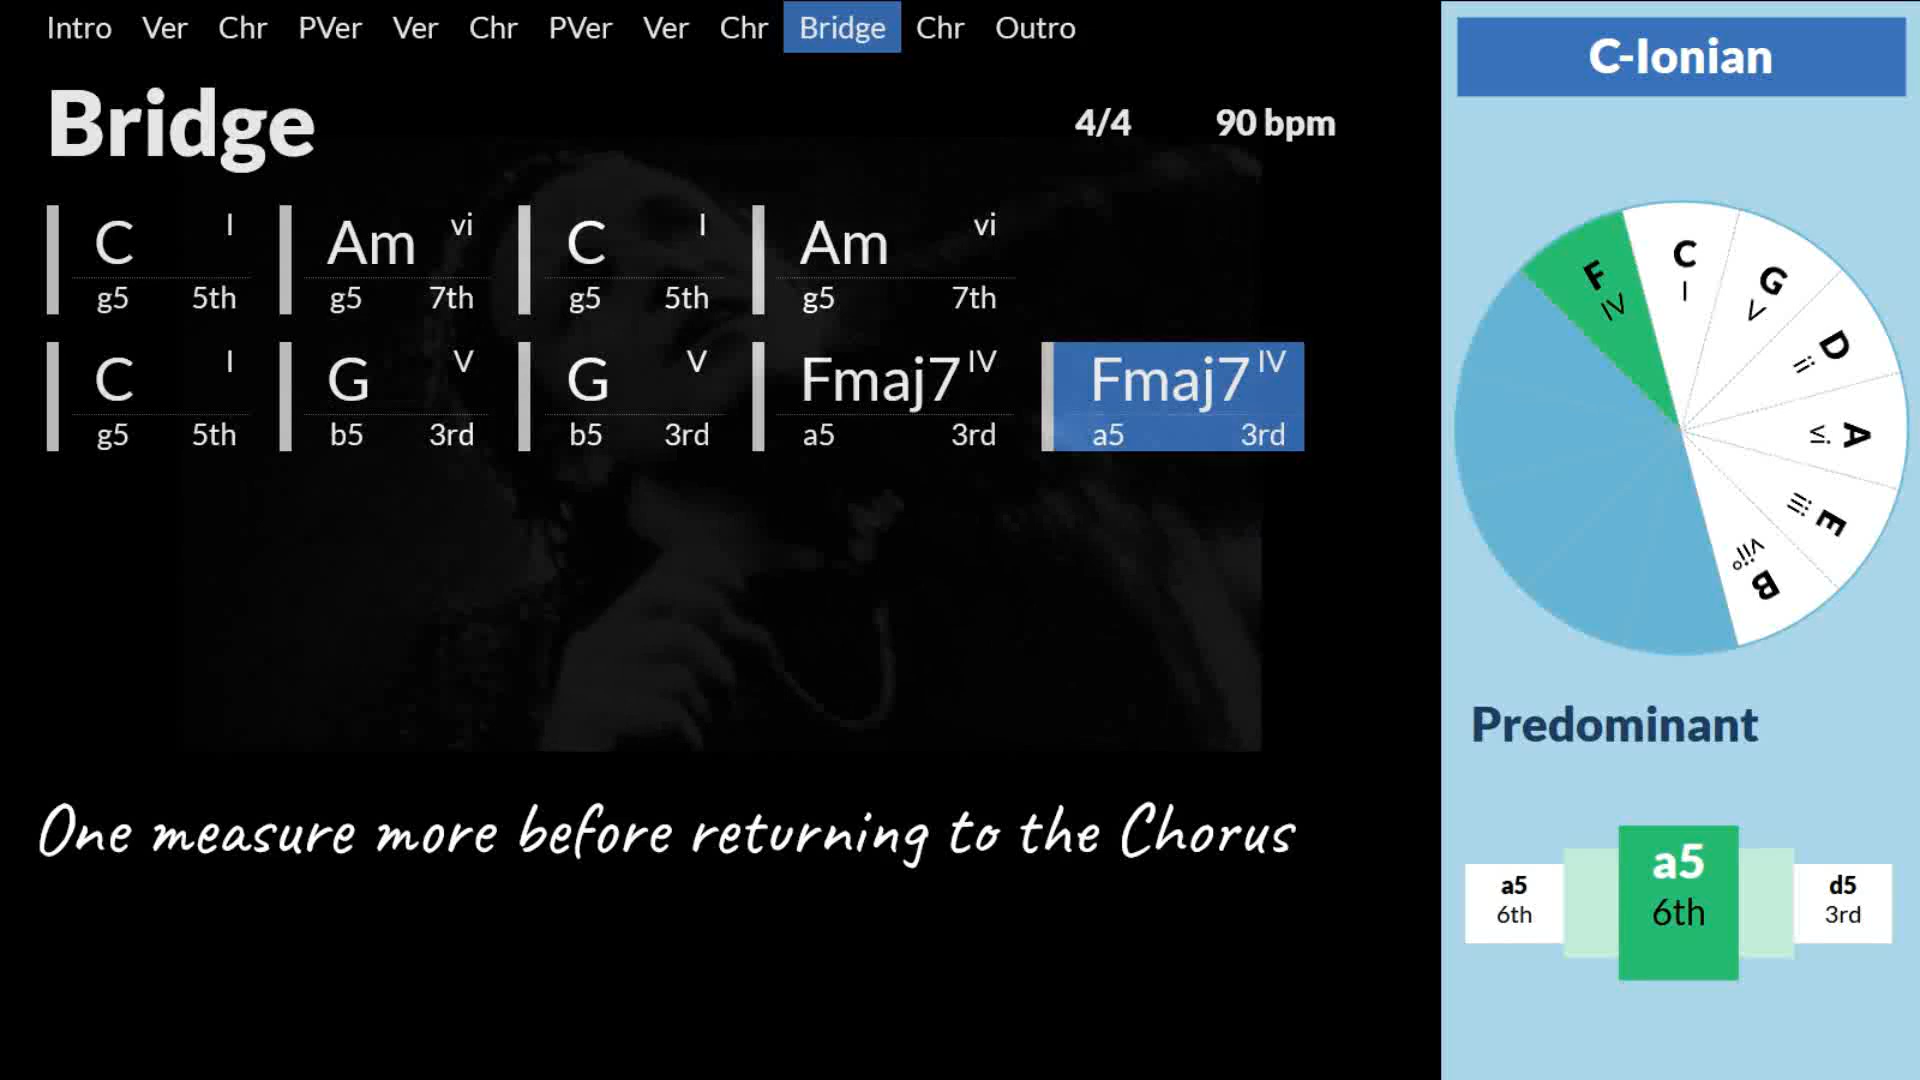 Intro Ver Chr PVer Ver Chr PVer Ver Chr Bridge Chr Outro
Bridge
4/4 90 bpm
C I Am vi C I Am vi
g5 5th g5 7th g5 5th g5 7th
C I G V G V Fmaj7 IV Fmaj7 IV
g5 5th b5 3rd b5 3rd a5 3rd a5 3rd
One measure more before returning to the Chorus
C-Ionian
F IV
C I
G V
D ii
A vi
E iii
B vii°
Predominant
a5 a5 d5
6th 6th 3rd